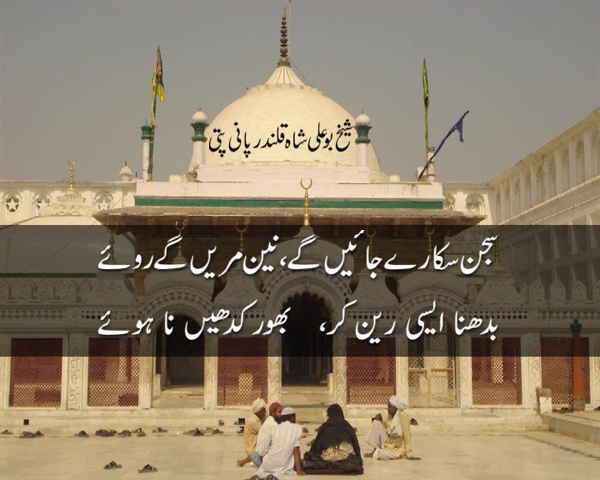 شیخ بو علی شاہ قلندر پانی پتی
سجن سکارے جائیں گے، نین مریں گے روئے
بدھنا ایسی رین کر، بھور کدھیں نا ہوئے